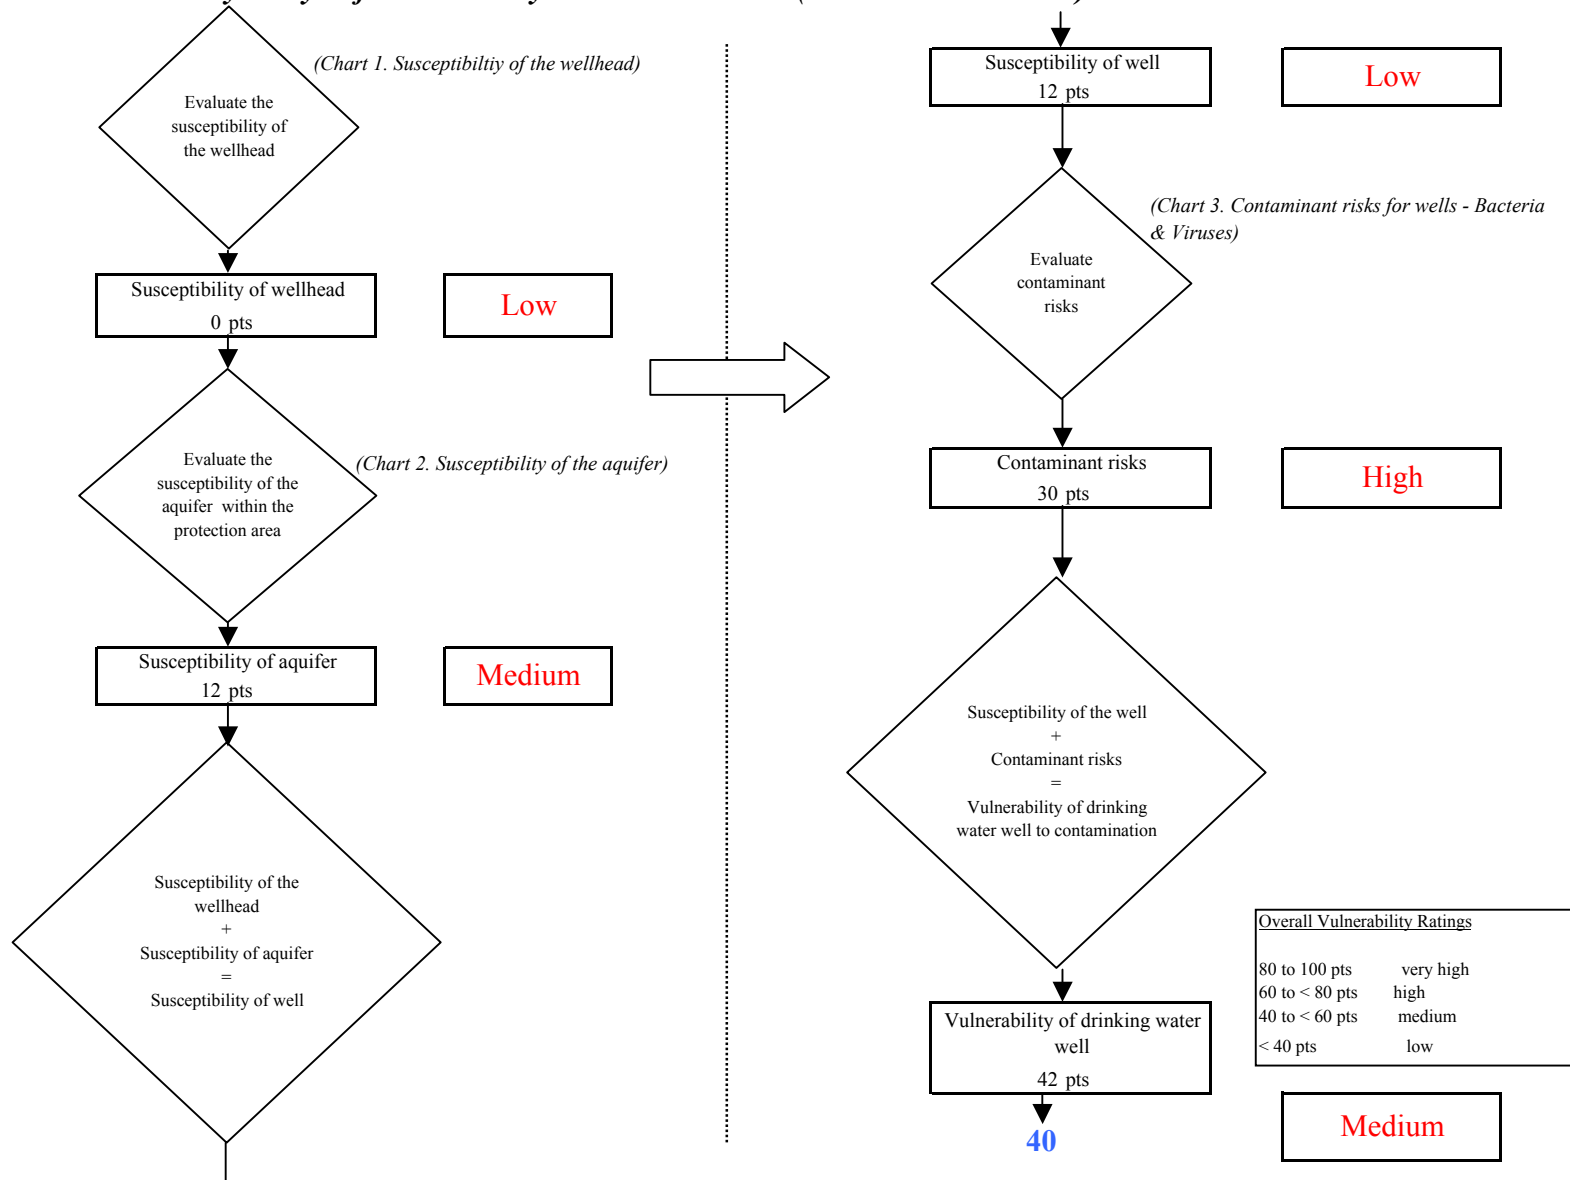 (Chart 1. Susceptibiltiy of the wellhead)
Evaluate the
susceptibility of
the wellhead
Susceptibility of wellhead
0 pts
Low
Evaluate the
susceptibility of the
aquifer within the
protection area
(Chart 2. Susceptibility of the aquifer)
Susceptibility of aquifer
12 pts
Medium
Susceptibility of the
wellhead
+
Susceptibility of aquifer
=
Susceptibility of well
Susceptibility of well
12 pts
Low
(Chart 3. Contaminant risks for wells - Bacteria
& Viruses)
Evaluate
contaminant
risks
Contaminant risks
30 pts
High
Susceptibility of the well
+
Contaminant risks
=
Vulnerability of drinking
water well to contamination
Overall Vulnerability Ratings
80 to 100 pts very high
60 to < 80 pts high
40 to < 60 pts medium
< 40 pts low
Vulnerability of drinking water
well
42 pts
40
Medium